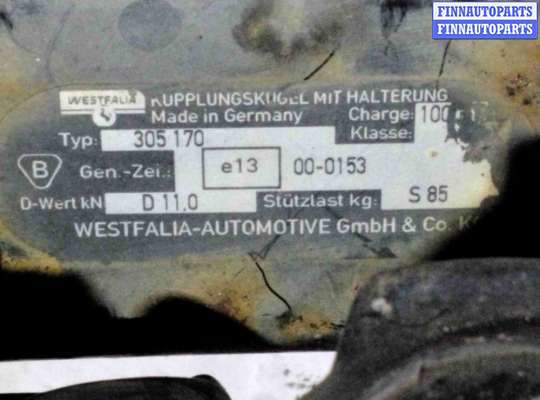 FINNAUTOPARTS
FINNAUTOPARTS
WESTFALIA KUPPLUNGSKUGEL MIT HALTERUNG
Made in Germany Charge: 100
Typ: 305 170 Klasse:
B Gen.-Zei.: e13 00-0153
D-Wert kN D 11,0 Stützlast kg: S 85
WESTFALIA-AUTOMOTIVE GmbH & Co.